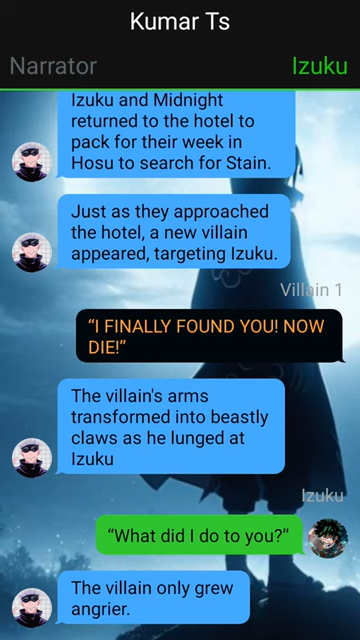 Kumar Ts
Narrator
Izuku
Izuku and Midnight
returned to the hotel to
pack for their week in
Hosu to search for Stain.
Just as they approached
the hotel, a new villain
appeared, targeting Izuku.
Villain 1
“I FINALLY FOUND YOU! NOW
DIE!”
The villain's arms
transformed into beastly
claws as he lunged at
Izuku
Izuku
“What did I do to you?”
The villain only grew
angrier.